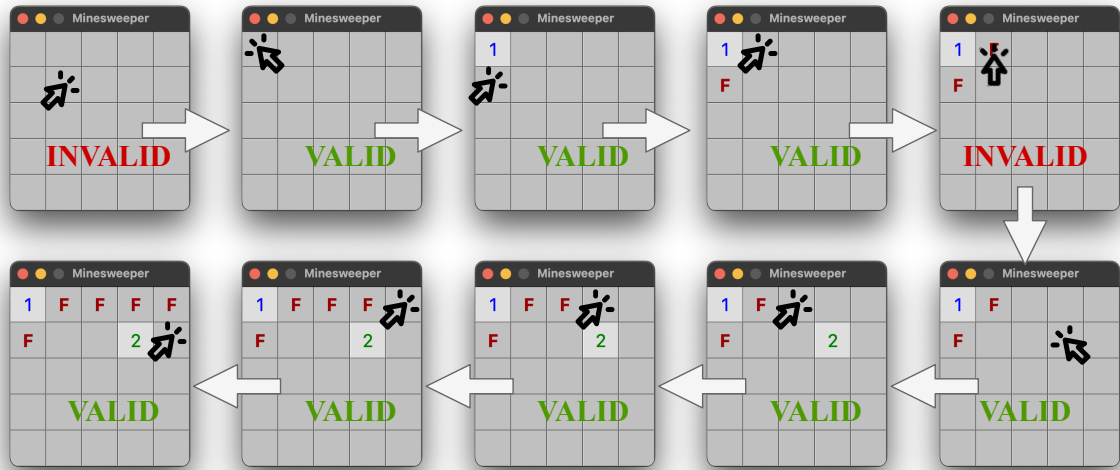 Minesweeper
INVALID
Minesweeper
VALID
Minesweeper
1
VALID
Minesweeper
1
F
VALID
Minesweeper
1 F
F
INVALID
Minesweeper
1 F F F F
F 2
VALID
Minesweeper
1 F F F
F 2
VALID
Minesweeper
1 F F
F 2
VALID
Minesweeper
1 F
F 2
VALID
Minesweeper
1 F
F
VALID